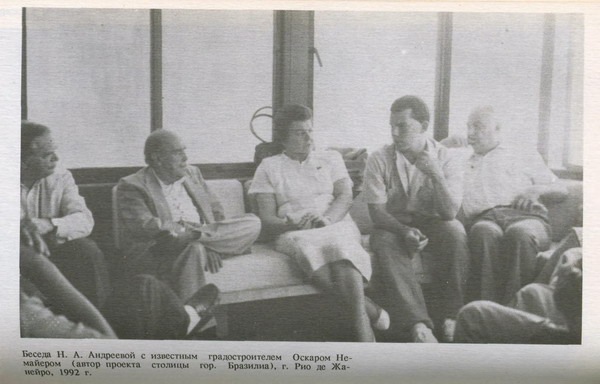 Беседа Н. А. Андреевой с известным градостроителем Оскаром Не-
майером (автор проекта столицы гор. Бразилиа), г. Рио де Жа-
нейро, 1992 г.